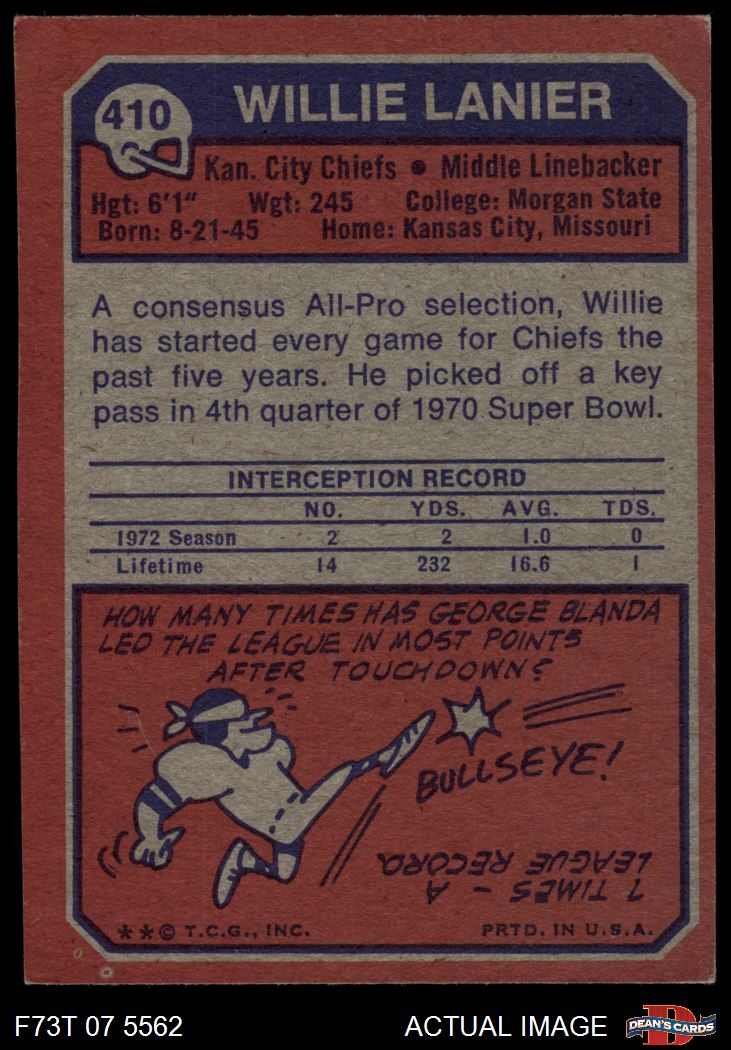 410
WILLIE LANIER
Kan. City Chiefs • Middle Linebacker
Hgt: 6'1" Wgt: 245 College: Morgan State
Born: 8-21-45 Home: Kansas City, Missouri
A consensus All-Pro selection, Willie
has started every game for Chiefs the
past five years. He picked off a key
pass in 4th quarter of 1970 Super Bowl.
INTERCEPTION RECORD
NO. YDS. AVG. TDS.
1972 Season 2 2 1.0 0
Lifetime 14 232 16.6 1
HOW MANY TIMES HAS GEORGE BLANDA
LED THE LEAGUE IN MOST POINTS
AFTER TOUCHDOWN?
BULLSEYE!
7 TIMES - A
LEAGUE RECORD.
**© T.C.G., INC. PRTD. IN U.S.A.
F73T 07 5562 ACTUAL IMAGE D DEAN'S CARDS